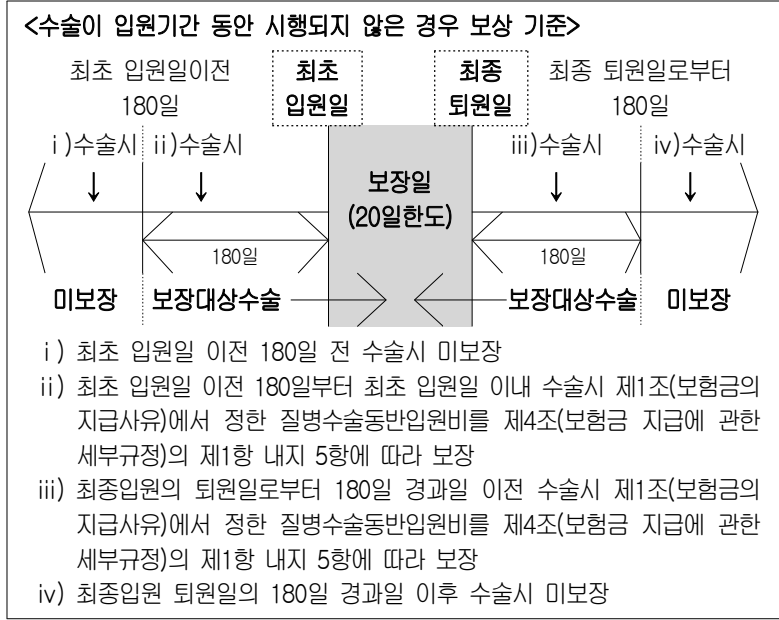 <수술이 입원기간 동안 시행되지 않은 경우 보상 기준>
최초 입원일이전
180일
최초
입원일
최종
퇴원일
최종 퇴원일로부터
180일
ⅰ)수술시 ⅱ)수술시
ⅲ)수술시 ⅳ)수술시
보장일
(20일한도)
180일
180일
미보장 보장대상수술
보장대상수술 미보장
ⅰ) 최초 입원일 이전 180일 전 수술시 미보장
ⅱ) 최초 입원일 이전 180일부터 최초 입원일 이내 수술시 제1조(보험금의
지급사유)에서 정한 질병수술동반입원비를 제4조(보험금 지급에 관한
세부규정)의 제1항 내지 5항에 따라 보장
ⅲ) 최종입원의 퇴원일로부터 180일 경과일 이전 수술시 제1조(보험금의
지급사유)에서 정한 질병수술동반입원비를 제4조(보험금 지급에 관한
세부규정)의 제1항 내지 5항에 따라 보장
ⅳ) 최종입원 퇴원일의 180일 경과일 이후 수술시 미보장